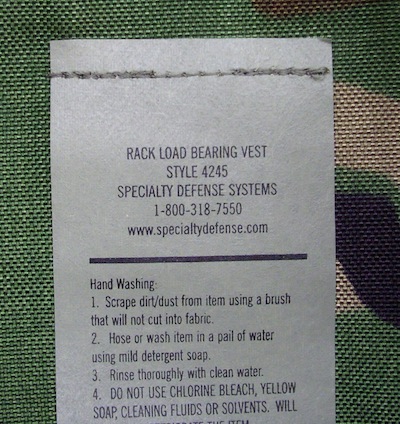 RACK LOAD BEARING VEST
STYLE 4245
SPECIALTY DEFENSE SYSTEMS
1-800-318-7550
www.specialtydefense.com
Hand Washing:
1. Scrape dirt/dust from item using a brush
that will not cut into fabric.
2. Hose or wash item in a pail of water
using mild detergent soap.
3. Rinse thoroughly with clean water.
4. DO NOT USE CHLORINE BLEACH, YELLOW
SOAP, CLEANING FLUIDS OR SOLVENTS. WILL
THE ITEM